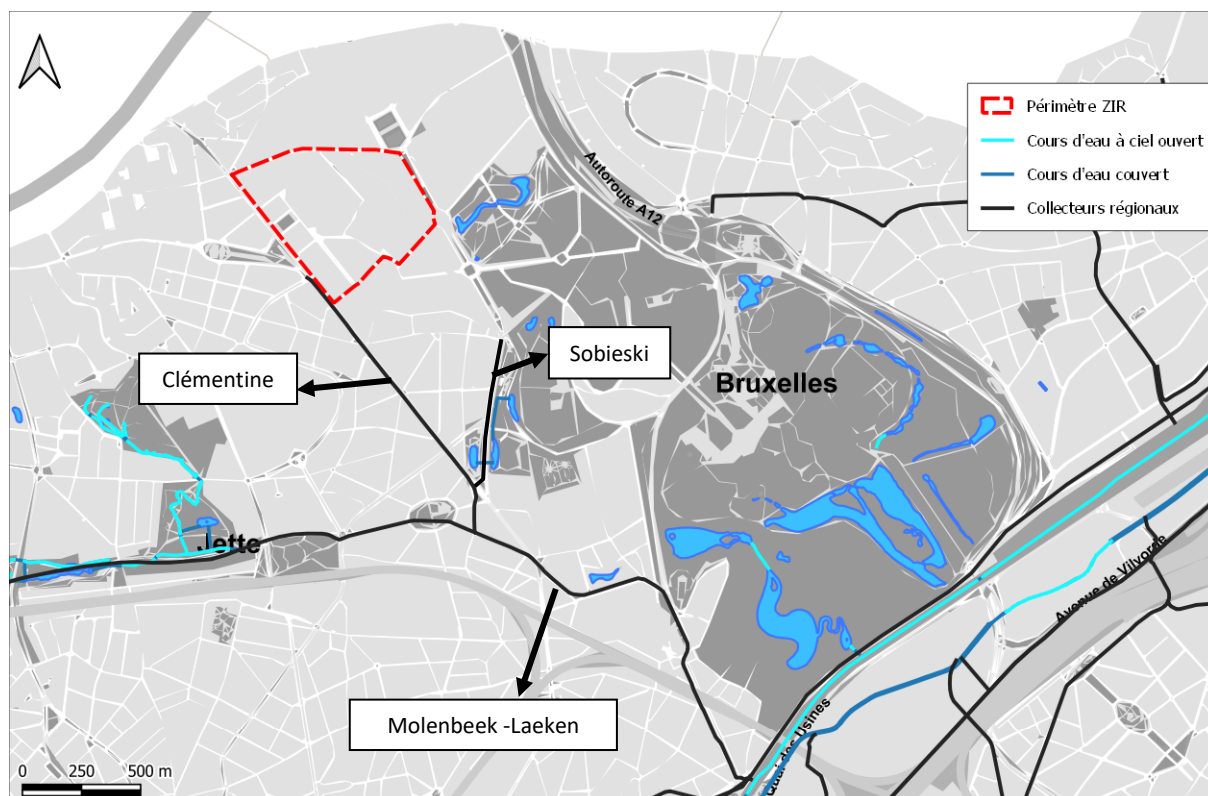 Périmètre ZIR
Cours d'eau à ciel ouvert
Cours d'eau couvert
Collecteurs régionaux
Autoroute A12
Sobieski
Clémentine
Bruxelles
Jette
Avenue de Vilvorde
Molenbeek -Laeken
Quai des Usines
0 250 500 m